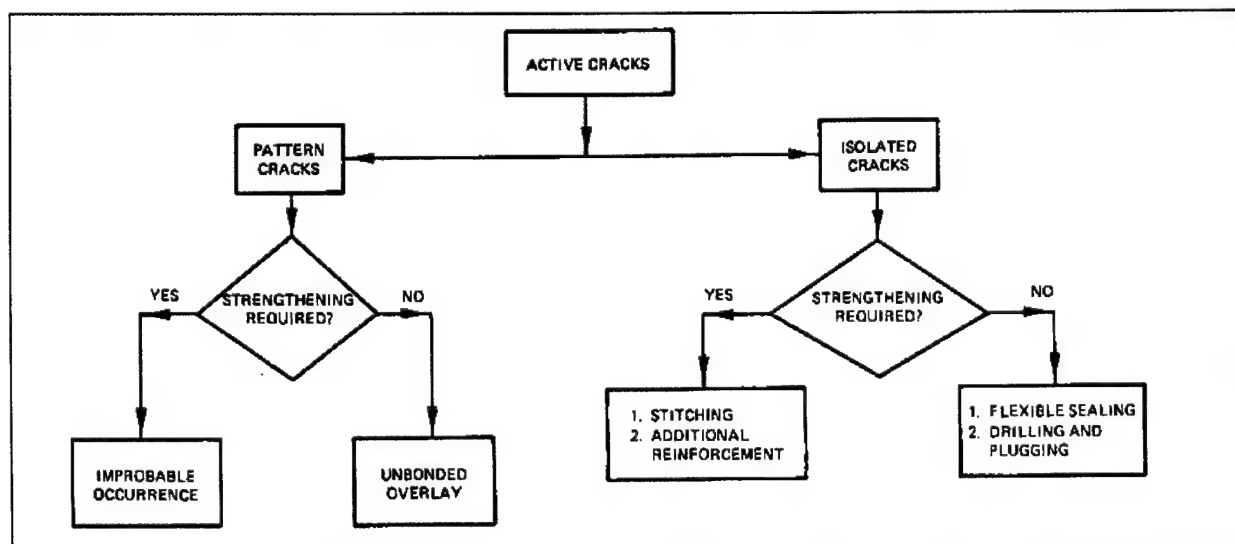 ACTIVE CRACKS
PATTERN
CRACKS
ISOLATED
CRACKS
YES
STRENGTHENING
REQUIRED?
NO
YES
STRENGTHENING
REQUIRED?
NO
IMPROBABLE
OCCURRENCE
UNBONDED
OVERLAY
1. STITCHING
2. ADDITIONAL
REINFORCEMENT
1. FLEXIBLE SEALING
2. DRILLING AND
PLUGGING